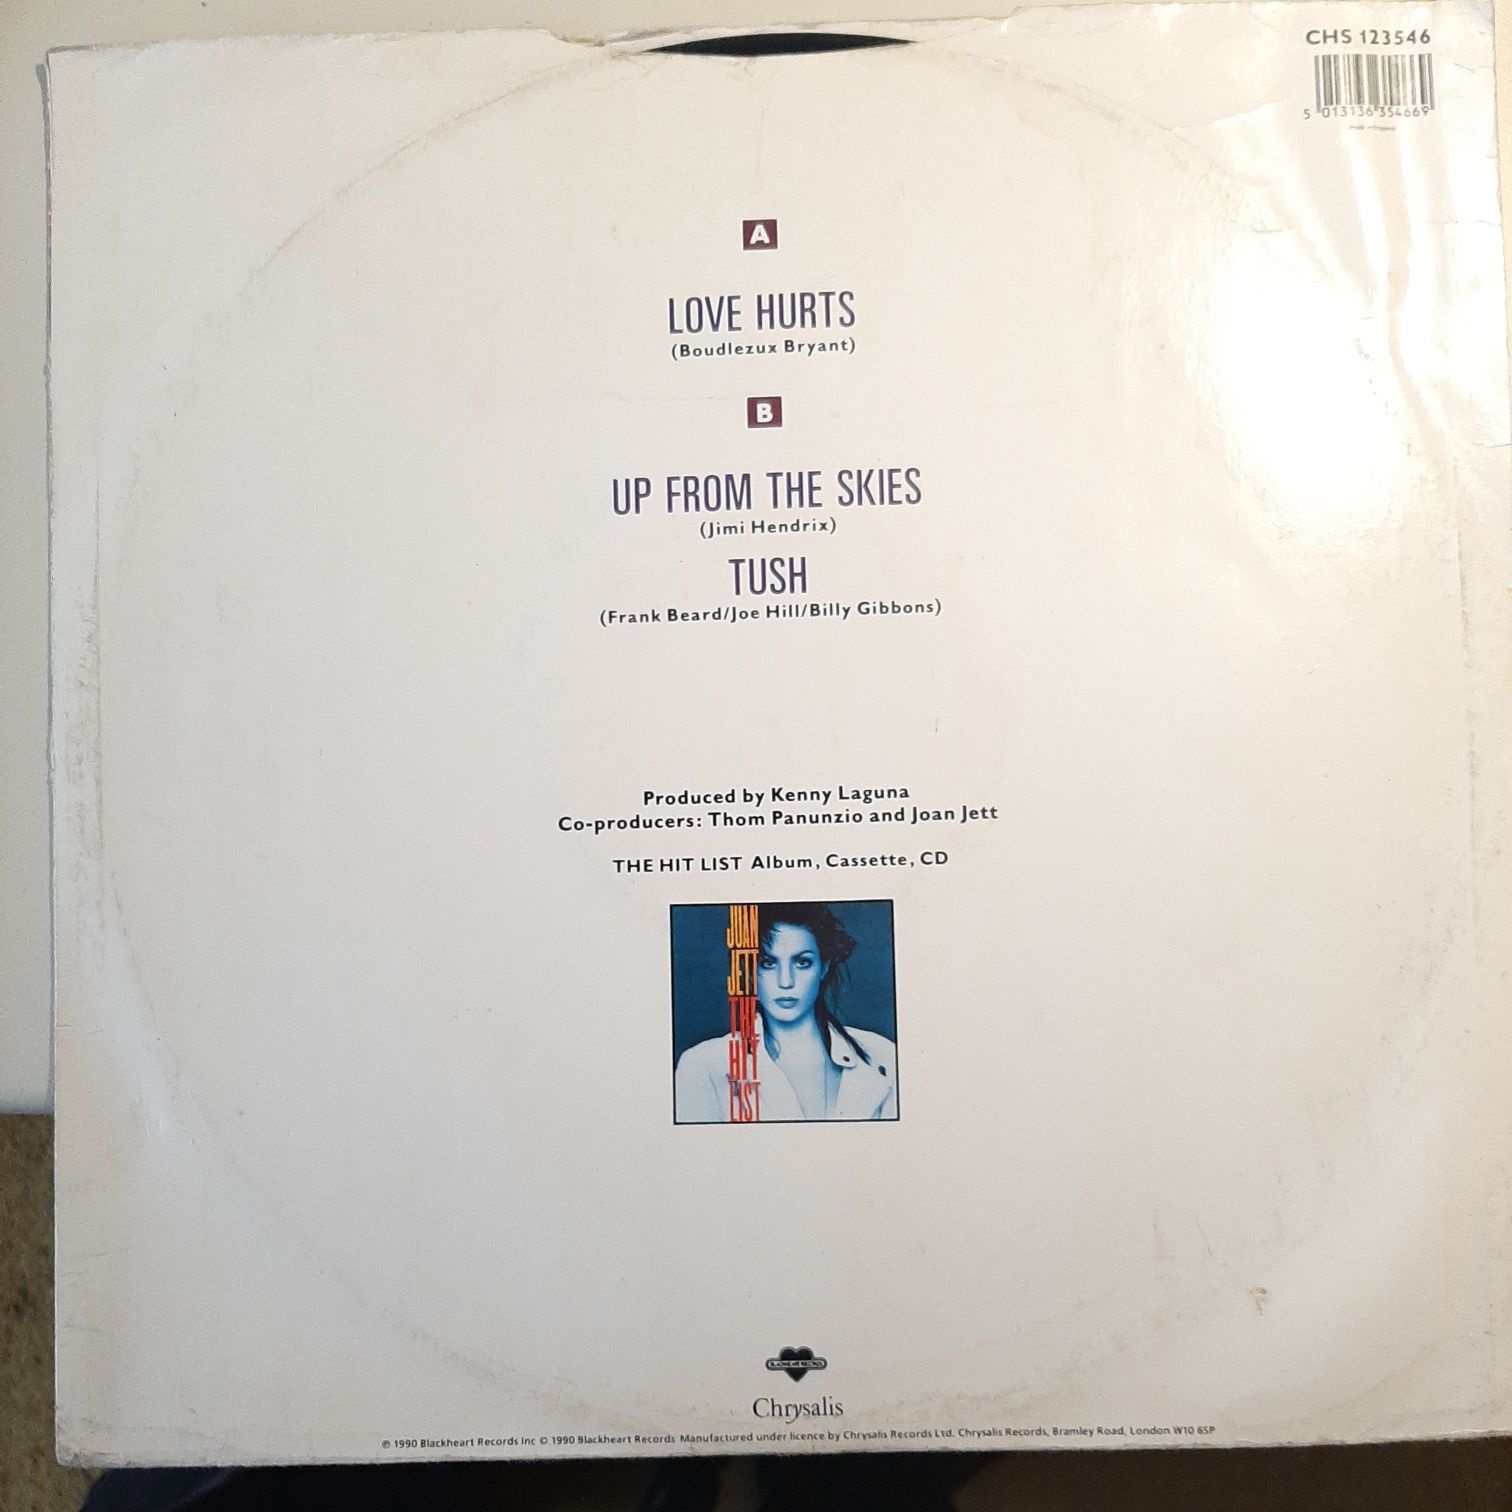 CHS 123546
5 013136 354669
Made in England
A
LOVE HURTS
(Boudlezux Bryant)
B
UP FROM THE SKIES
(Jimi Hendrix)
TUSH
(Frank Beard/Joe Hill/Billy Gibbons)
Produced by Kenny Laguna
Co-producers: Thom Panunzio and Joan Jett
THE HIT LIST Album, Cassette, CD
JOAN
JETT
THE
HIT
LIST
Chrysalis
℗ 1990 Blackheart Records Inc © 1990 Blackheart Records Manufactured under licence by Chrysalis Records Ltd. Chrysalis Records, Bramley Road, London W10 6SP